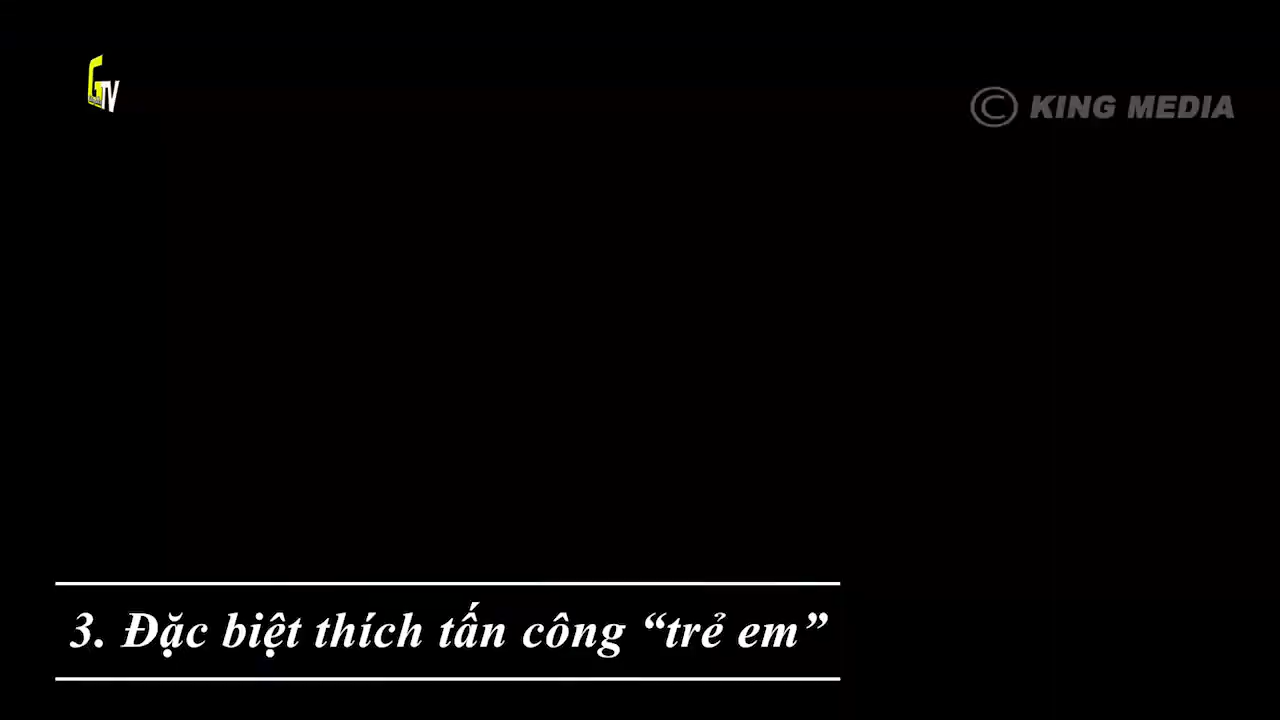 GTV
© KING MEDIA
3. Đặc biệt thích tấn công “trẻ em”